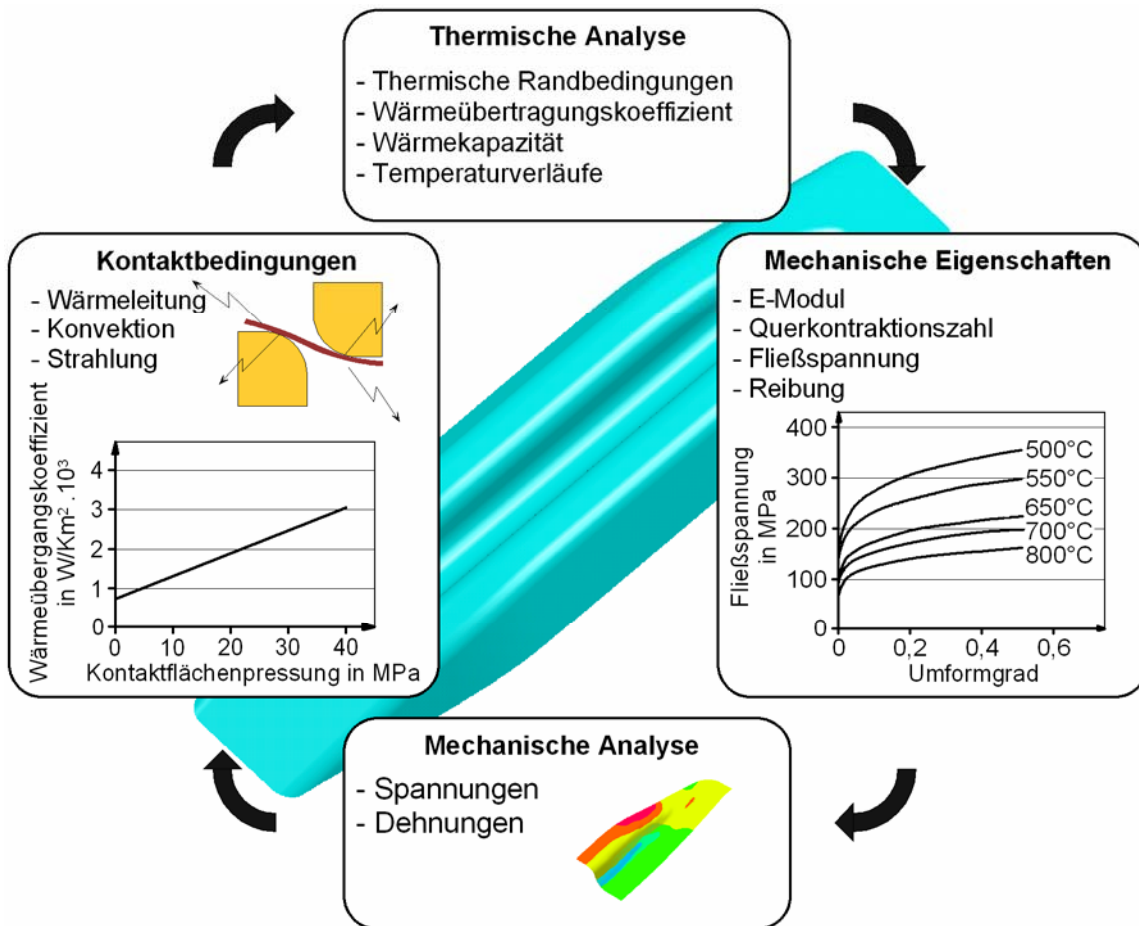 Thermische Analyse
- Thermische Randbedingungen
- Wärmeübertragungskoeffizient
- Wärmekapazität
- Temperaturverläufe
Kontaktbedingungen
- Wärmeleitung
- Konvektion
- Strahlung
Wärmeübergangskoeffizient
in W/Km² . 10³
4
3
2
1
0
0 10 20 30 40
Kontaktflächenpressung in MPa
Mechanische Eigenschaften
- E-Modul
- Querkontraktionszahl
- Fließspannung
- Reibung
Fließspannung
in MPa
400
300
200
100
0
500°C
550°C
650°C
700°C
800°C
0 0,2 0,4 0,6
Umformgrad
Mechanische Analyse
- Spannungen
- Dehnungen